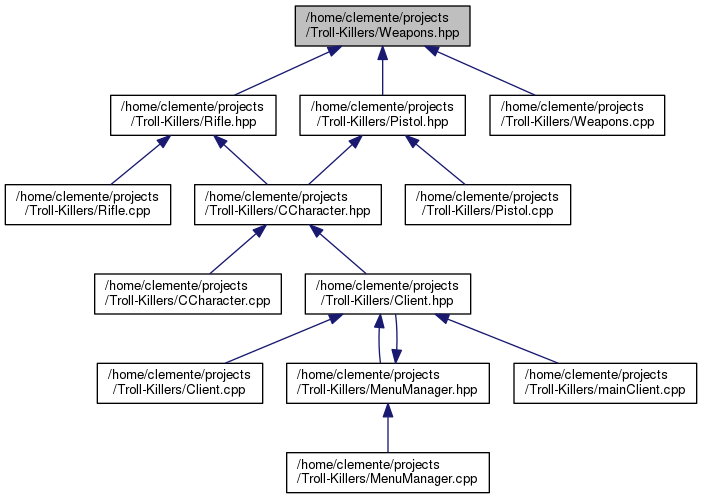 /home/clemente/projects
/Troll-Killers/Weapons.hpp
/home/clemente/projects
/Troll-Killers/Rifle.hpp
/home/clemente/projects
/Troll-Killers/Pistol.hpp
/home/clemente/projects
/Troll-Killers/Weapons.cpp
/home/clemente/projects
/Troll-Killers/Rifle.cpp
/home/clemente/projects
/Troll-Killers/CCharacter.hpp
/home/clemente/projects
/Troll-Killers/Pistol.cpp
/home/clemente/projects
/Troll-Killers/CCharacter.cpp
/home/clemente/projects
/Troll-Killers/Client.hpp
/home/clemente/projects
/Troll-Killers/Client.cpp
/home/clemente/projects
/Troll-Killers/MenuManager.hpp
/home/clemente/projects
/Troll-Killers/mainClient.cpp
/home/clemente/projects
/Troll-Killers/MenuManager.cpp